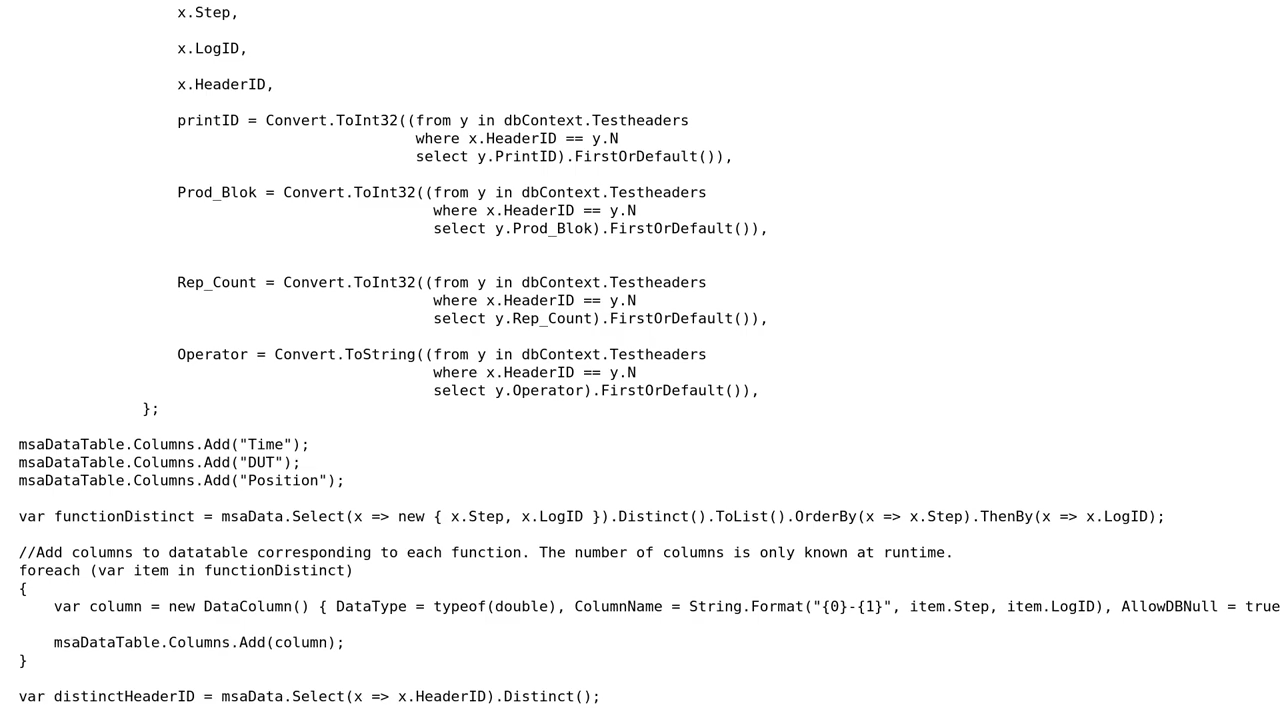 x.Step,
x.LogID,
x.HeaderID,
printID = Convert.ToInt32((from y in dbContext.Testheaders
where x.HeaderID == y.N
select y.PrintID).FirstOrDefault()),
Prod_Blok = Convert.ToInt32((from y in dbContext.Testheaders
where x.HeaderID == y.N
select y.Prod_Blok).FirstOrDefault()),
Rep_Count = Convert.ToInt32((from y in dbContext.Testheaders
where x.HeaderID == y.N
select y.Rep_Count).FirstOrDefault()),
Operator = Convert.ToString((from y in dbContext.Testheaders
where x.HeaderID == y.N
select y.Operator).FirstOrDefault()),
};
msaDataTable.Columns.Add("Time");
msaDataTable.Columns.Add("DUT");
msaDataTable.Columns.Add("Position");
var functionDistinct = msaData.Select(x => new { x.Step, x.LogID }).Distinct().ToList().OrderBy(x => x.Step).ThenBy(x => x.LogID);
//Add columns to datatable corresponding to each function. The number of columns is only known at runtime.
foreach (var item in functionDistinct)
{
var column = new DataColumn() { DataType = typeof(double), ColumnName = String.Format("{0}-{1}", item.Step, item.LogID), AllowDBNull = true
msaDataTable.Columns.Add(column);
}
var distinctHeaderID = msaData.Select(x => x.HeaderID).Distinct();